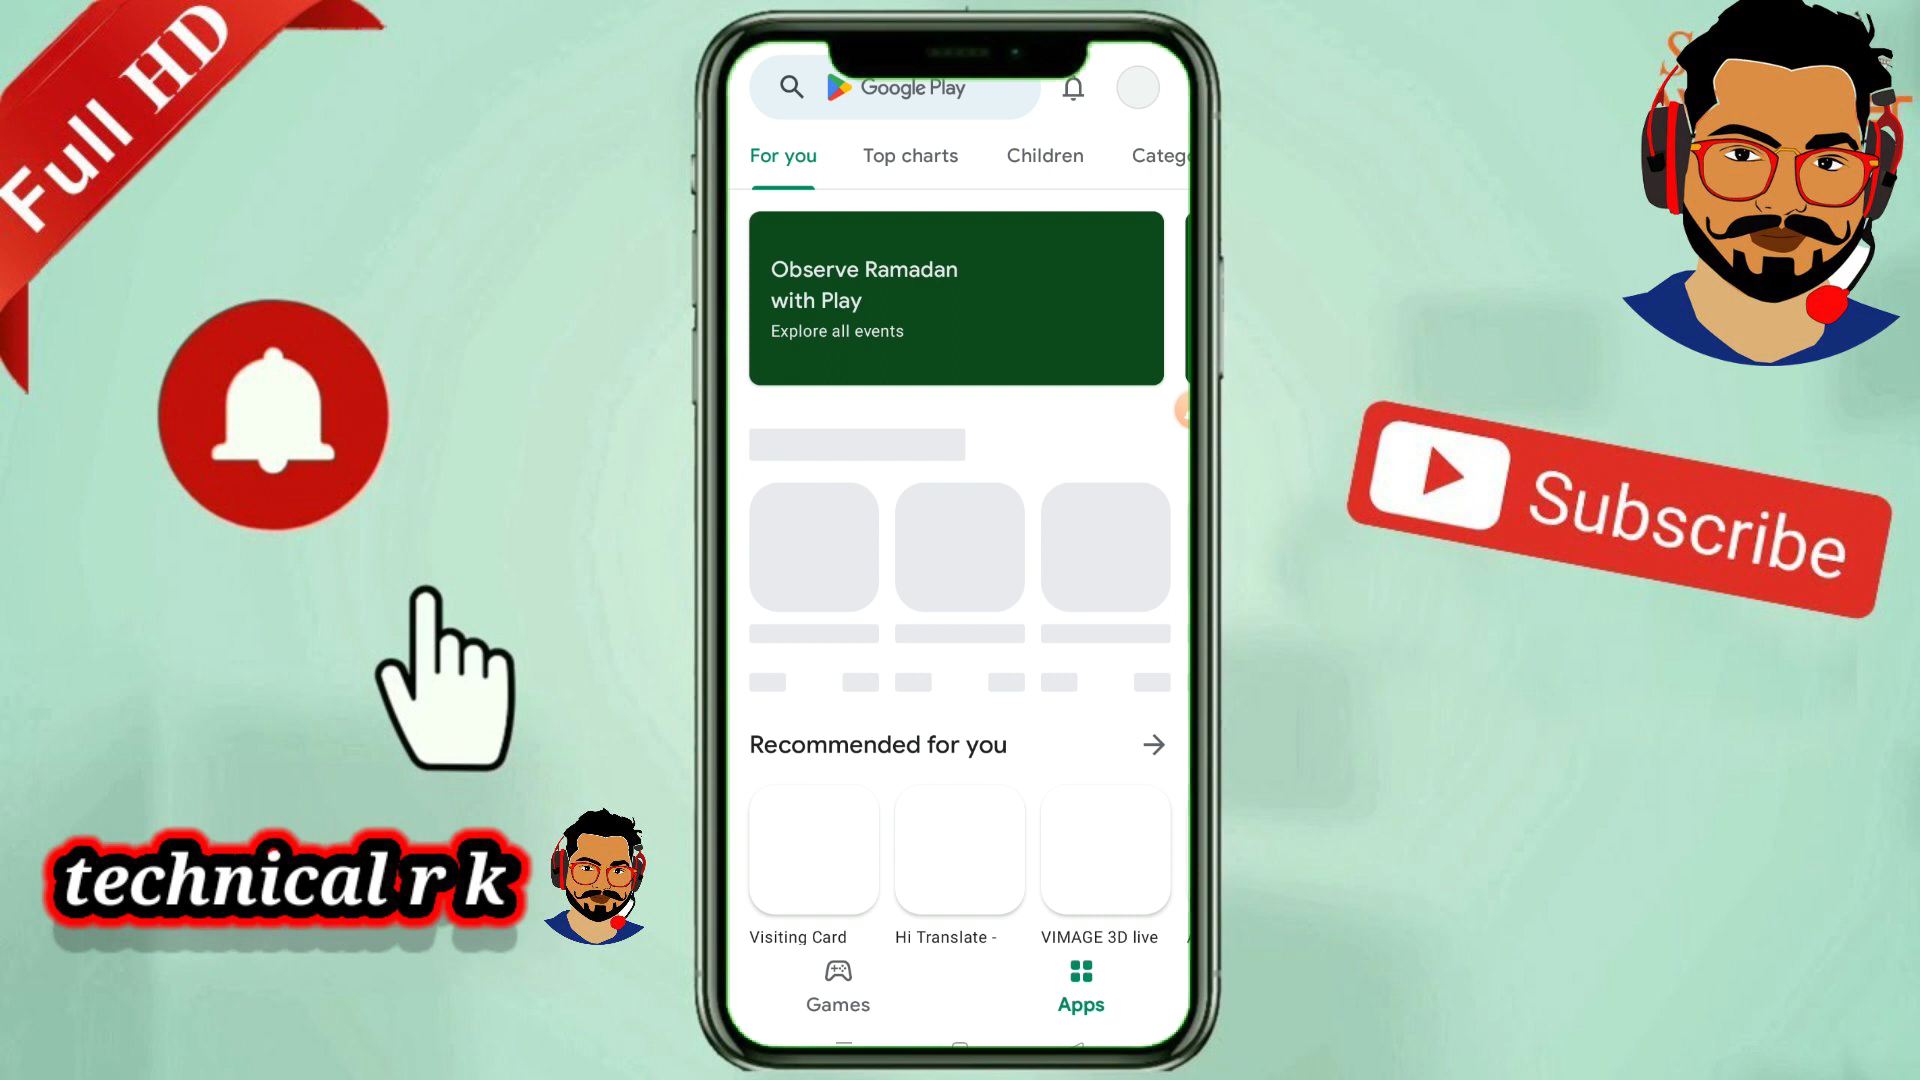 Full HD
Google Play
For you
Top charts
Children
Categ
Observe Ramadan
with Play
Explore all events
Subscribe
Recommended for you
technical r k
Visiting Card
Hi Translate -
VIMAGE 3D live
Games
Apps